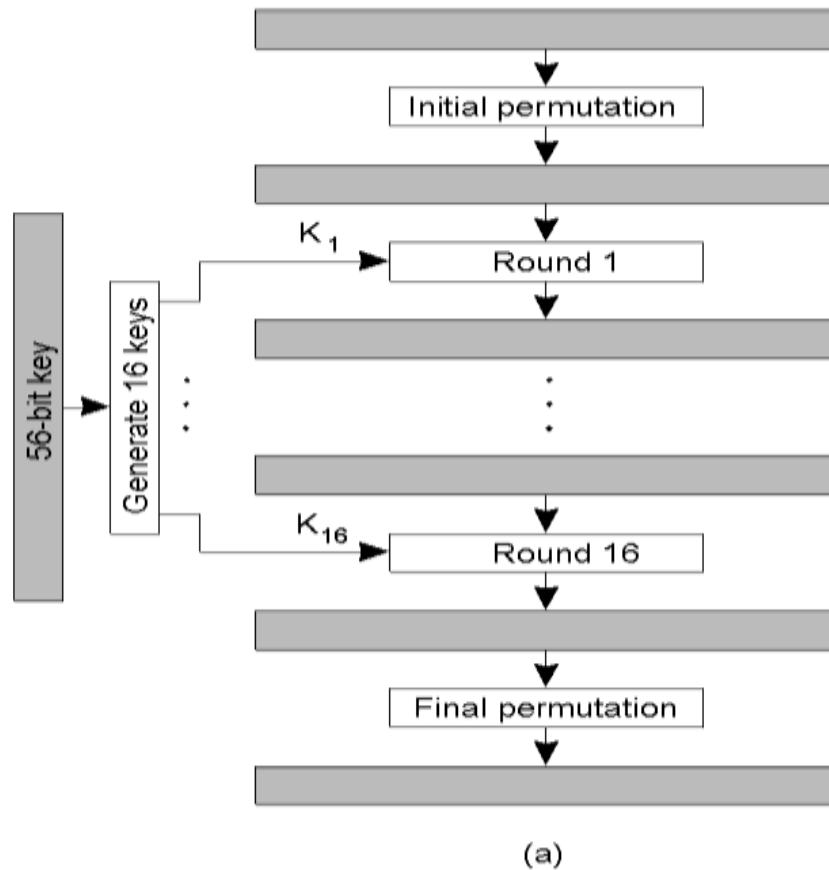 Initial permutation
K1
Round 1
56-bit key
Generate 16 keys
K16
Round 16
Final permutation
(a)